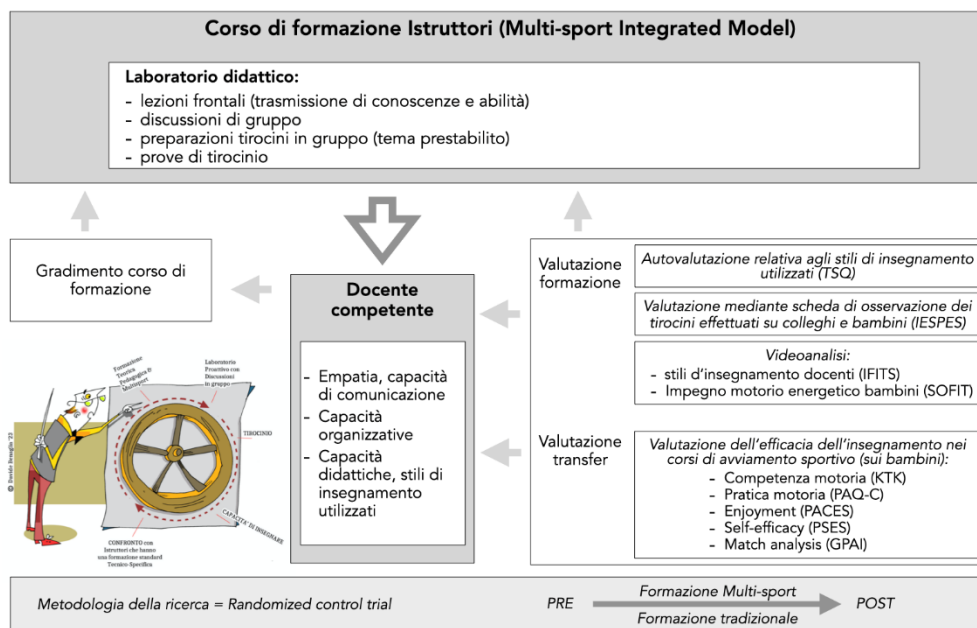 Corso di formazione Istruttori (Multi-sport Integrated Model)
Laboratorio didattico:
- lezioni frontali (trasmissione di conoscenze e abilità)
- discussioni di gruppo
- preparazioni tirocini in gruppo (tema prestabilito)
- prove di tirocinio
Gradimento corso di
formazione
Docente
competente
- Empatia, capacità
di comunicazione
- Capacità
organizzative
- Capacità
didattiche, stili di
insegnamento
utilizzati
Valutazione
formazione
Autovalutazione relativa agli stili di insegnamento
utilizzati (TSQ)
Valutazione mediante scheda di osservazione dei
tirocini effettuati su colleghi e bambini (IESPES)
Videoanalisi:
- stili d'insegnamento docenti (IFITS)
- Impegno motorio energetico bambini (SOFIT)
Valutazione
transfer
Valutazione dell'efficacia dell'insegnamento nei
corsi di avviamento sportivo (sui bambini):
- Competenza motoria (KTK)
- Pratica motoria (PAQ-C)
- Enjoyment (PACES)
- Self-efficacy (PSES)
- Match analysis (GPAI)
Formazione
Teorica
Pedagogica &
Multisport
Laboratorio
Proattivo con
Discussioni
in gruppo
TIROCINIO
CAPACITA' DI INSEGNARE
CONFRONTO con
Istruttori che hanno
una formazione standard
Tecnico-Specifica
Metodologia della ricerca = Randomized control trial
PRE
Formazione Multi-sport
Formazione tradizionale
POST